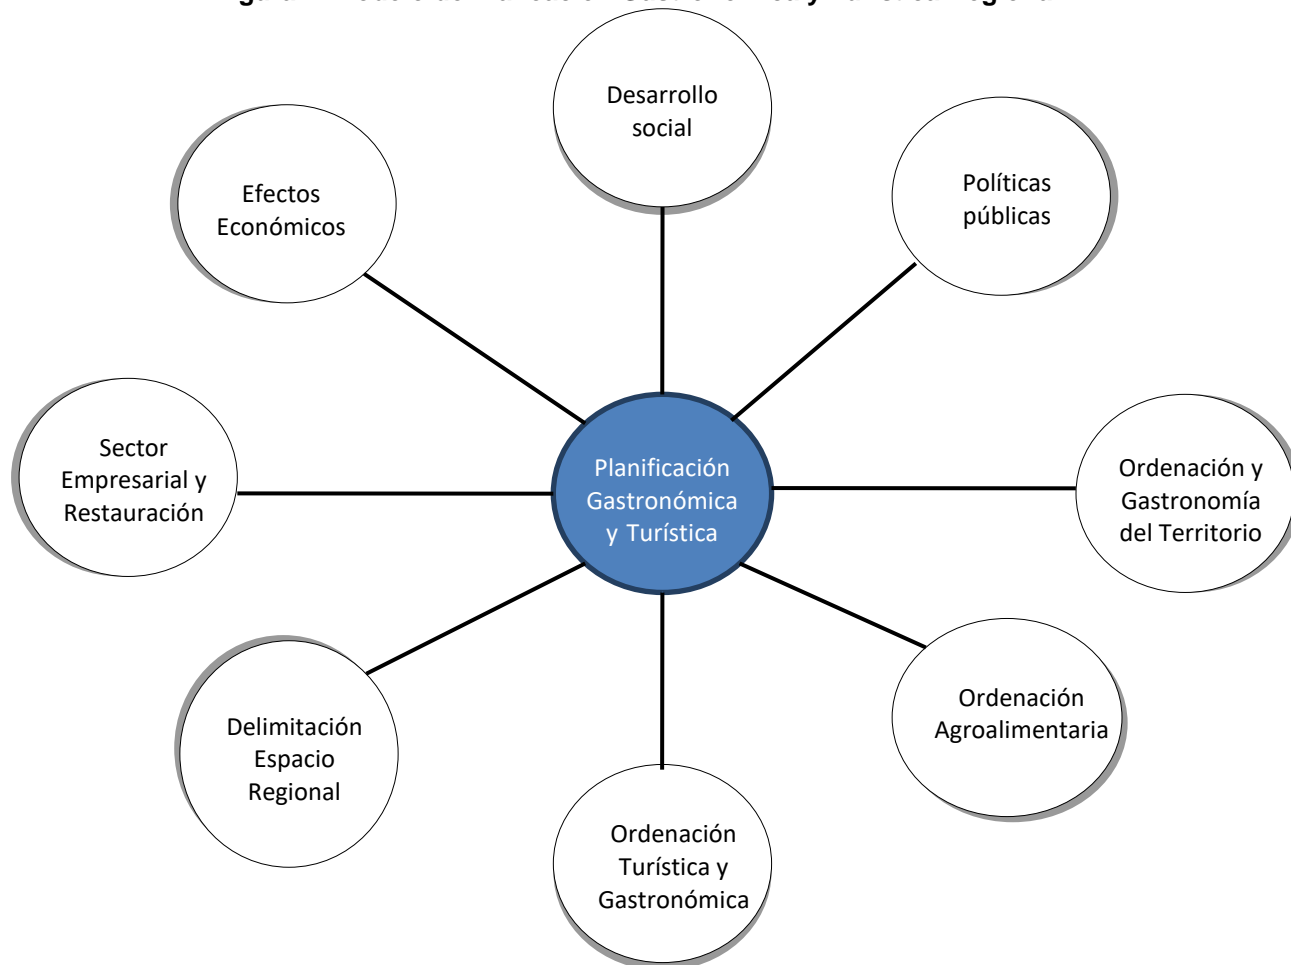 Desarrollo
social
Efectos
Económicos
Políticas
públicas
Sector
Empresarial y
Restauración
Planificación
Gastronómica
y Turística
Ordenación y
Gastronomía
del Territorio
Delimitación
Espacio
Regional
Ordenación
Agroalimentaria
Ordenación
Turística y
Gastronómica